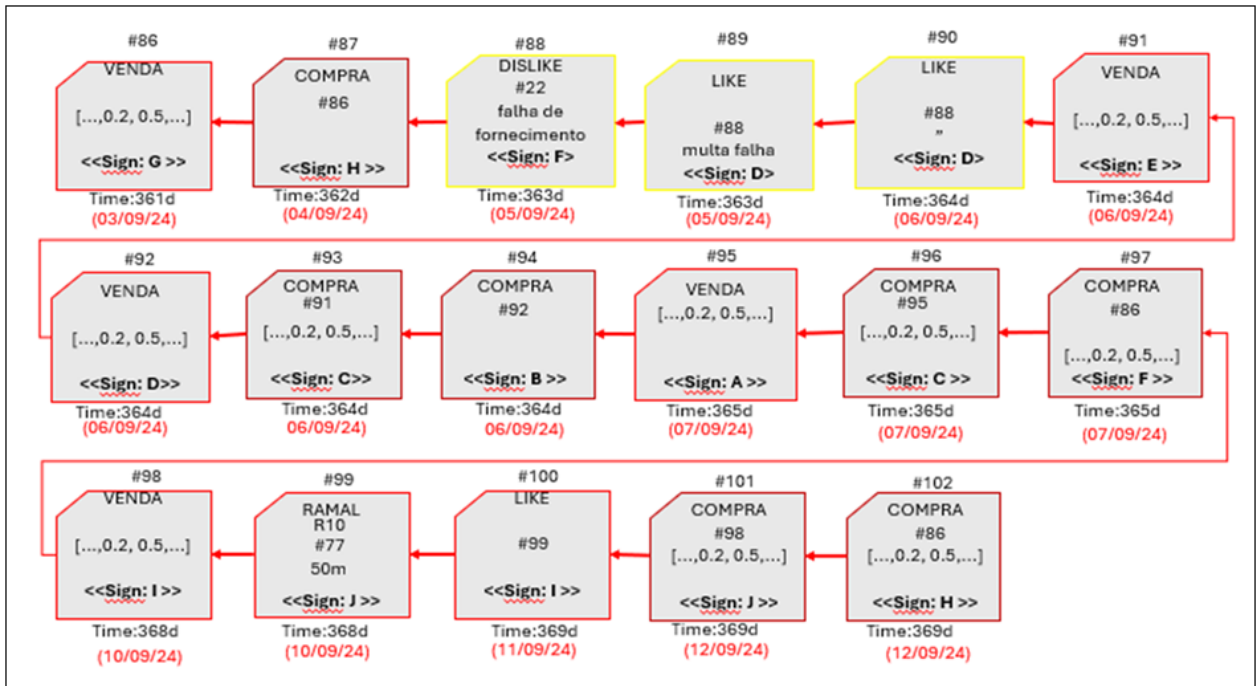 #86
VENDA
[...,0.2, 0.5,...]
<<Sign: G >>
Time:361d
(03/09/24)
#87
COMPRA
#86
<<Sign: H >>
Time:362d
(04/09/24)
#88
DISLIKE
#22
falha de
fornecimento
<<Sign: F>
Time:363d
(05/09/24)
#89
LIKE
#88
multa falha
<<Sign: D>
Time:363d
(05/09/24)
#90
LIKE
#88
”
<<Sign: D>
Time:364d
(06/09/24)
#91
VENDA
[...,0.2, 0.5,...]
<<Sign: E >>
Time:364d
(06/09/24)
#92
VENDA
[...,0.2, 0.5,...]
<<Sign: D>>
Time:364d
(06/09/24)
#93
COMPRA
#91
[...,0.2, 0.5,...]
<<Sign: C>>
Time:364d
06/09/24)
#94
COMPRA
#92
<<Sign: B >>
Time:364d
06/09/24)
#95
VENDA
[...,0.2, 0.5,...]
<<Sign: A >>
Time:365d
(07/09/24)
#96
COMPRA
#95
[...,0.2, 0.5,...]
<<Sign: C >>
Time:365d
(07/09/24)
#97
COMPRA
#86
[...,0.2, 0.5,...]
<<Sign: F >>
Time:365d
(07/09/24)
#98
VENDA
[...,0.2, 0.5,...]
<<Sign: I >>
Time:368d
(10/09/24)
#99
RAMAL
R10
#77
50m
<<Sign: J >>
Time:368d
(10/09/24)
#100
LIKE
#99
<<Sign: I >>
Time:369d
(11/09/24)
#101
COMPRA
#98
[...,0.2, 0.5,...]
<<Sign: J >>
Time:369d
(12/09/24)
#102
COMPRA
#86
[...,0.2, 0.5,...]
<<Sign: H >>
Time:369d
(12/09/24)